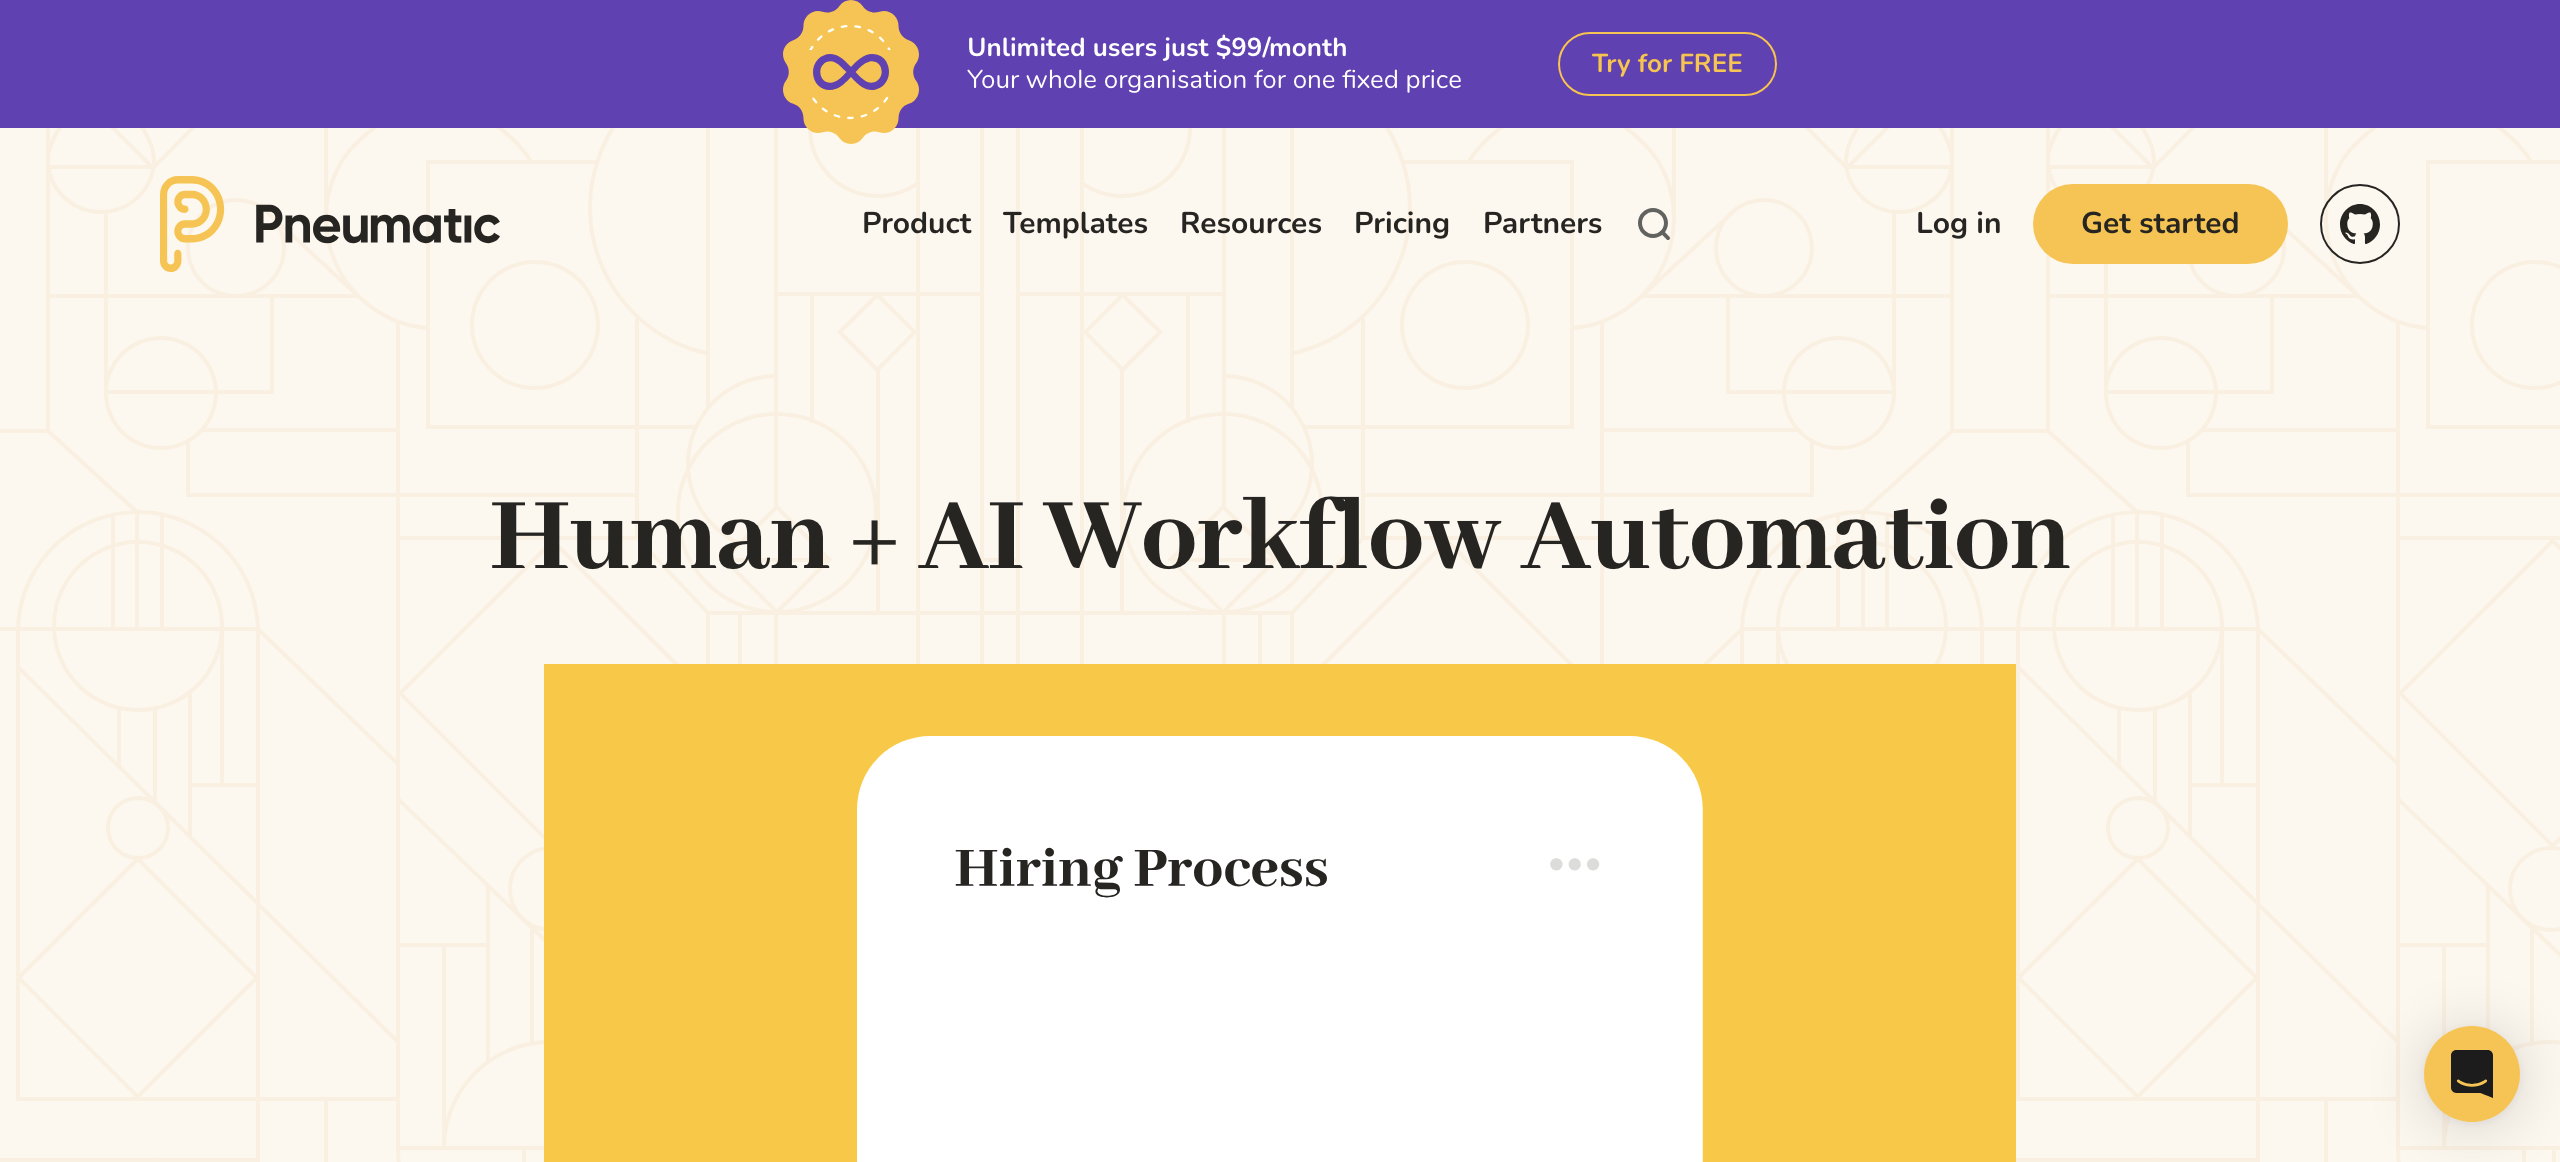 Unlimited users just $99/month
Your whole organisation for one fixed price
Try for FREE
Pneumatic
Product Templates Resources Pricing Partners
Log in
Get started
Human + AI Workflow Automation
Hiring Process